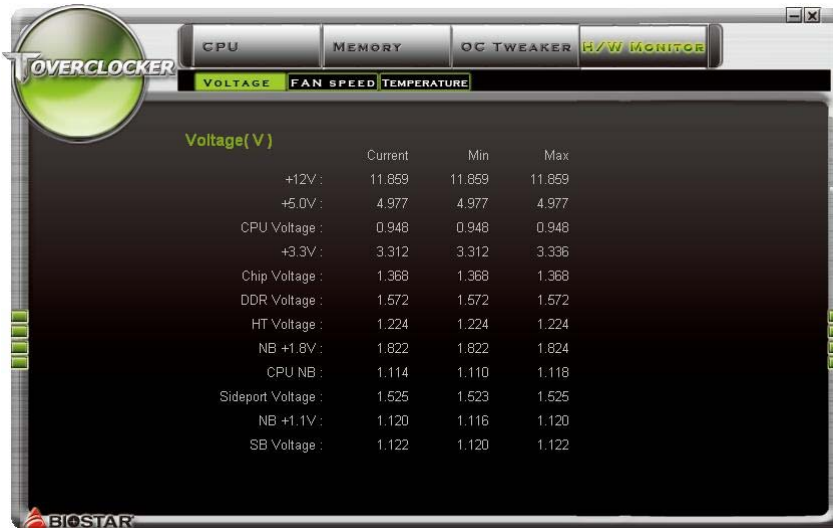 CPU MEMORY OC TWEAKER H/W MONITOR
TOVERCLOCKER
VOLTAGE FAN SPEED TEMPERATURE
Voltage( V )
Current Min Max
+12V : 11.859 11.859 11.859
+5.0V : 4.977 4.977 4.977
CPU Voltage : 0.948 0.948 0.948
+3.3V : 3.312 3.312 3.336
Chip Voltage : 1.368 1.368 1.368
DDR Voltage : 1.572 1.572 1.572
HT Voltage : 1.224 1.224 1.224
NB +1.8V : 1.822 1.822 1.824
CPU NB : 1.114 1.110 1.118
Sideport Voltage : 1.525 1.523 1.525
NB +1.1V : 1.120 1.116 1.120
SB Voltage : 1.122 1.120 1.122
BIOSTAR